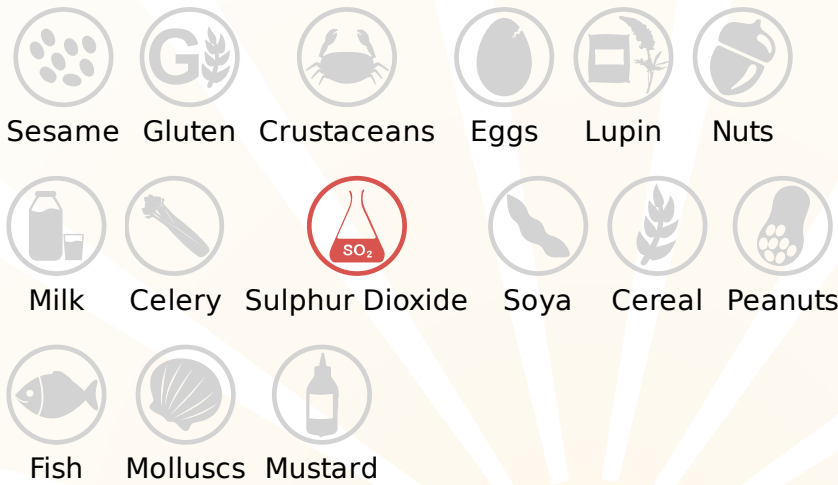 G
Sesame Gluten Crustaceans Eggs Lupin Nuts
SO₂
Milk Celery Sulphur Dioxide Soya Cereal Peanuts
Fish Molluscs Mustard